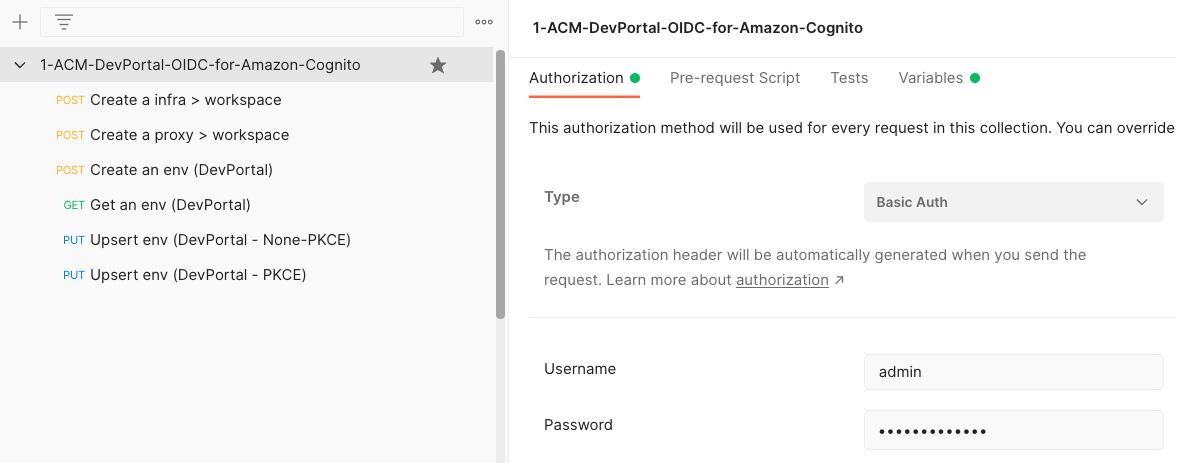 1-ACM-DevPortal-OIDC-for-Amazon-Cognito
POST Create a infra > workspace
POST Create a proxy > workspace
POST Create an env (DevPortal)
GET Get an env (DevPortal)
PUT Upsert env (DevPortal - None-PKCE)
PUT Upsert env (DevPortal - PKCE)
1-ACM-DevPortal-OIDC-for-Amazon-Cognito
Authorization Pre-request Script Tests Variables
This authorization method will be used for every request in this collection. You can override
Type Basic Auth
The authorization header will be automatically generated when you send the
request. Learn more about authorization ↗
Username admin
Password •••••••••••••